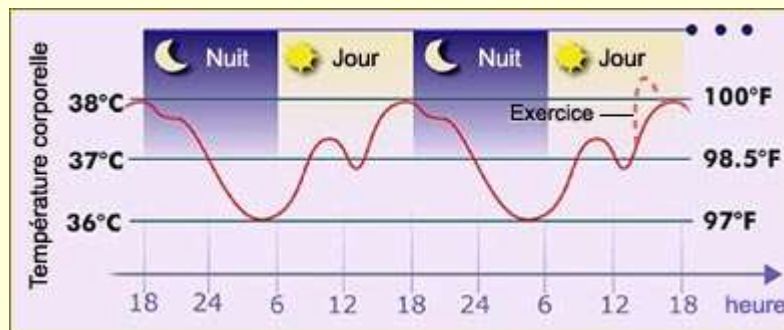 Nuit Jour Nuit Jour
Température corporelle
38°C 100°F
Exercice
37°C 98.5°F
36°C 97°F
18 24 6 12 18 24 6 12 18 heure